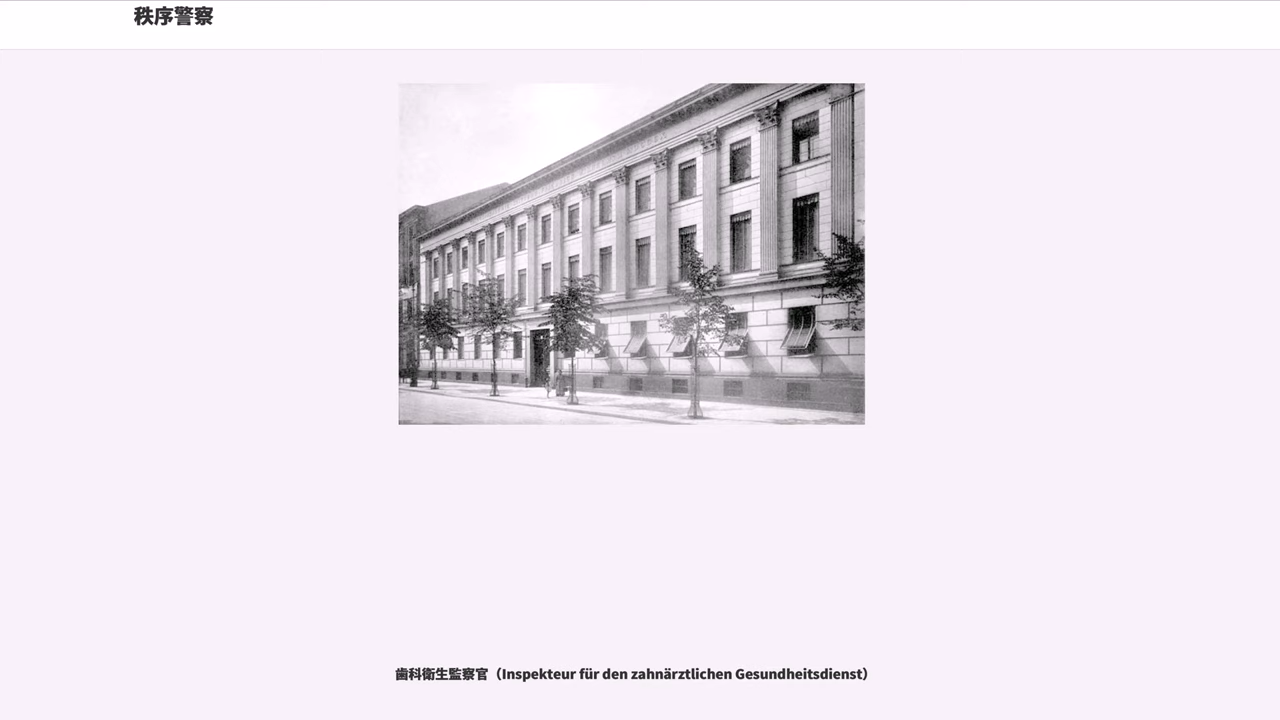 秩序警察
歯科衛生監察官（Inspekteur für den zahnärztlichen Gesundheitsdienst）